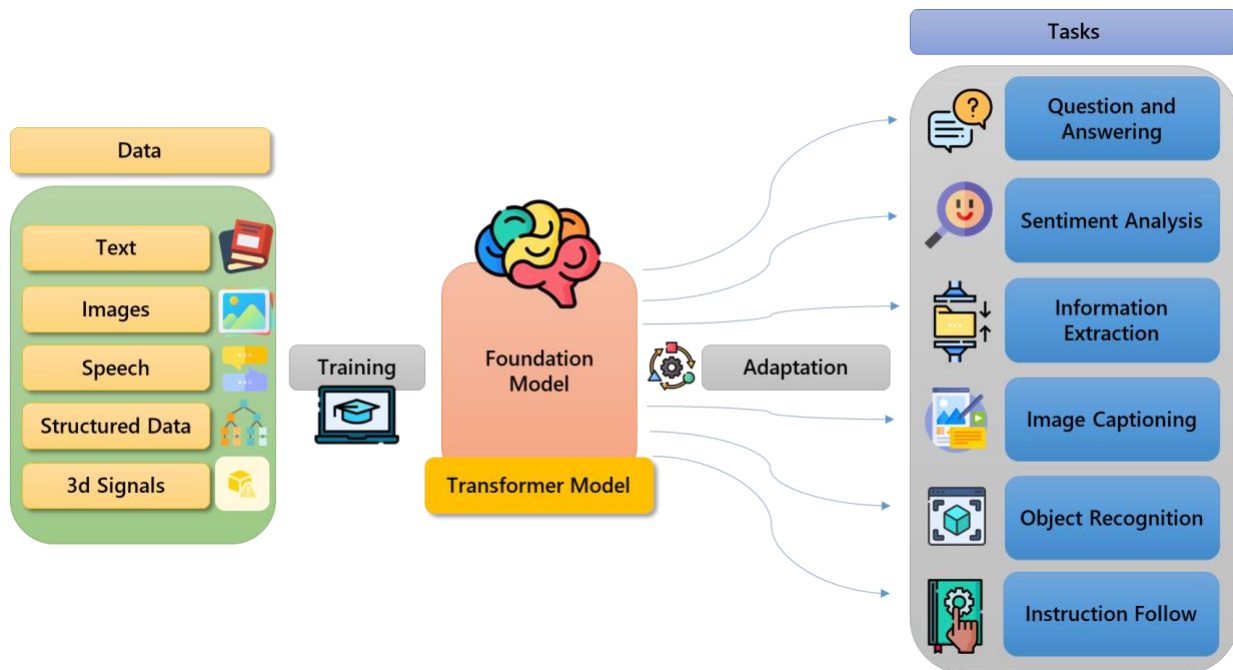 Data
Text
Images
Speech
Structured Data
3d Signals
Training
Foundation
Model
Transformer Model
Adaptation
Tasks
Question and
Answering
Sentiment Analysis
Information
Extraction
Image Captioning
Object Recognition
Instruction Follow